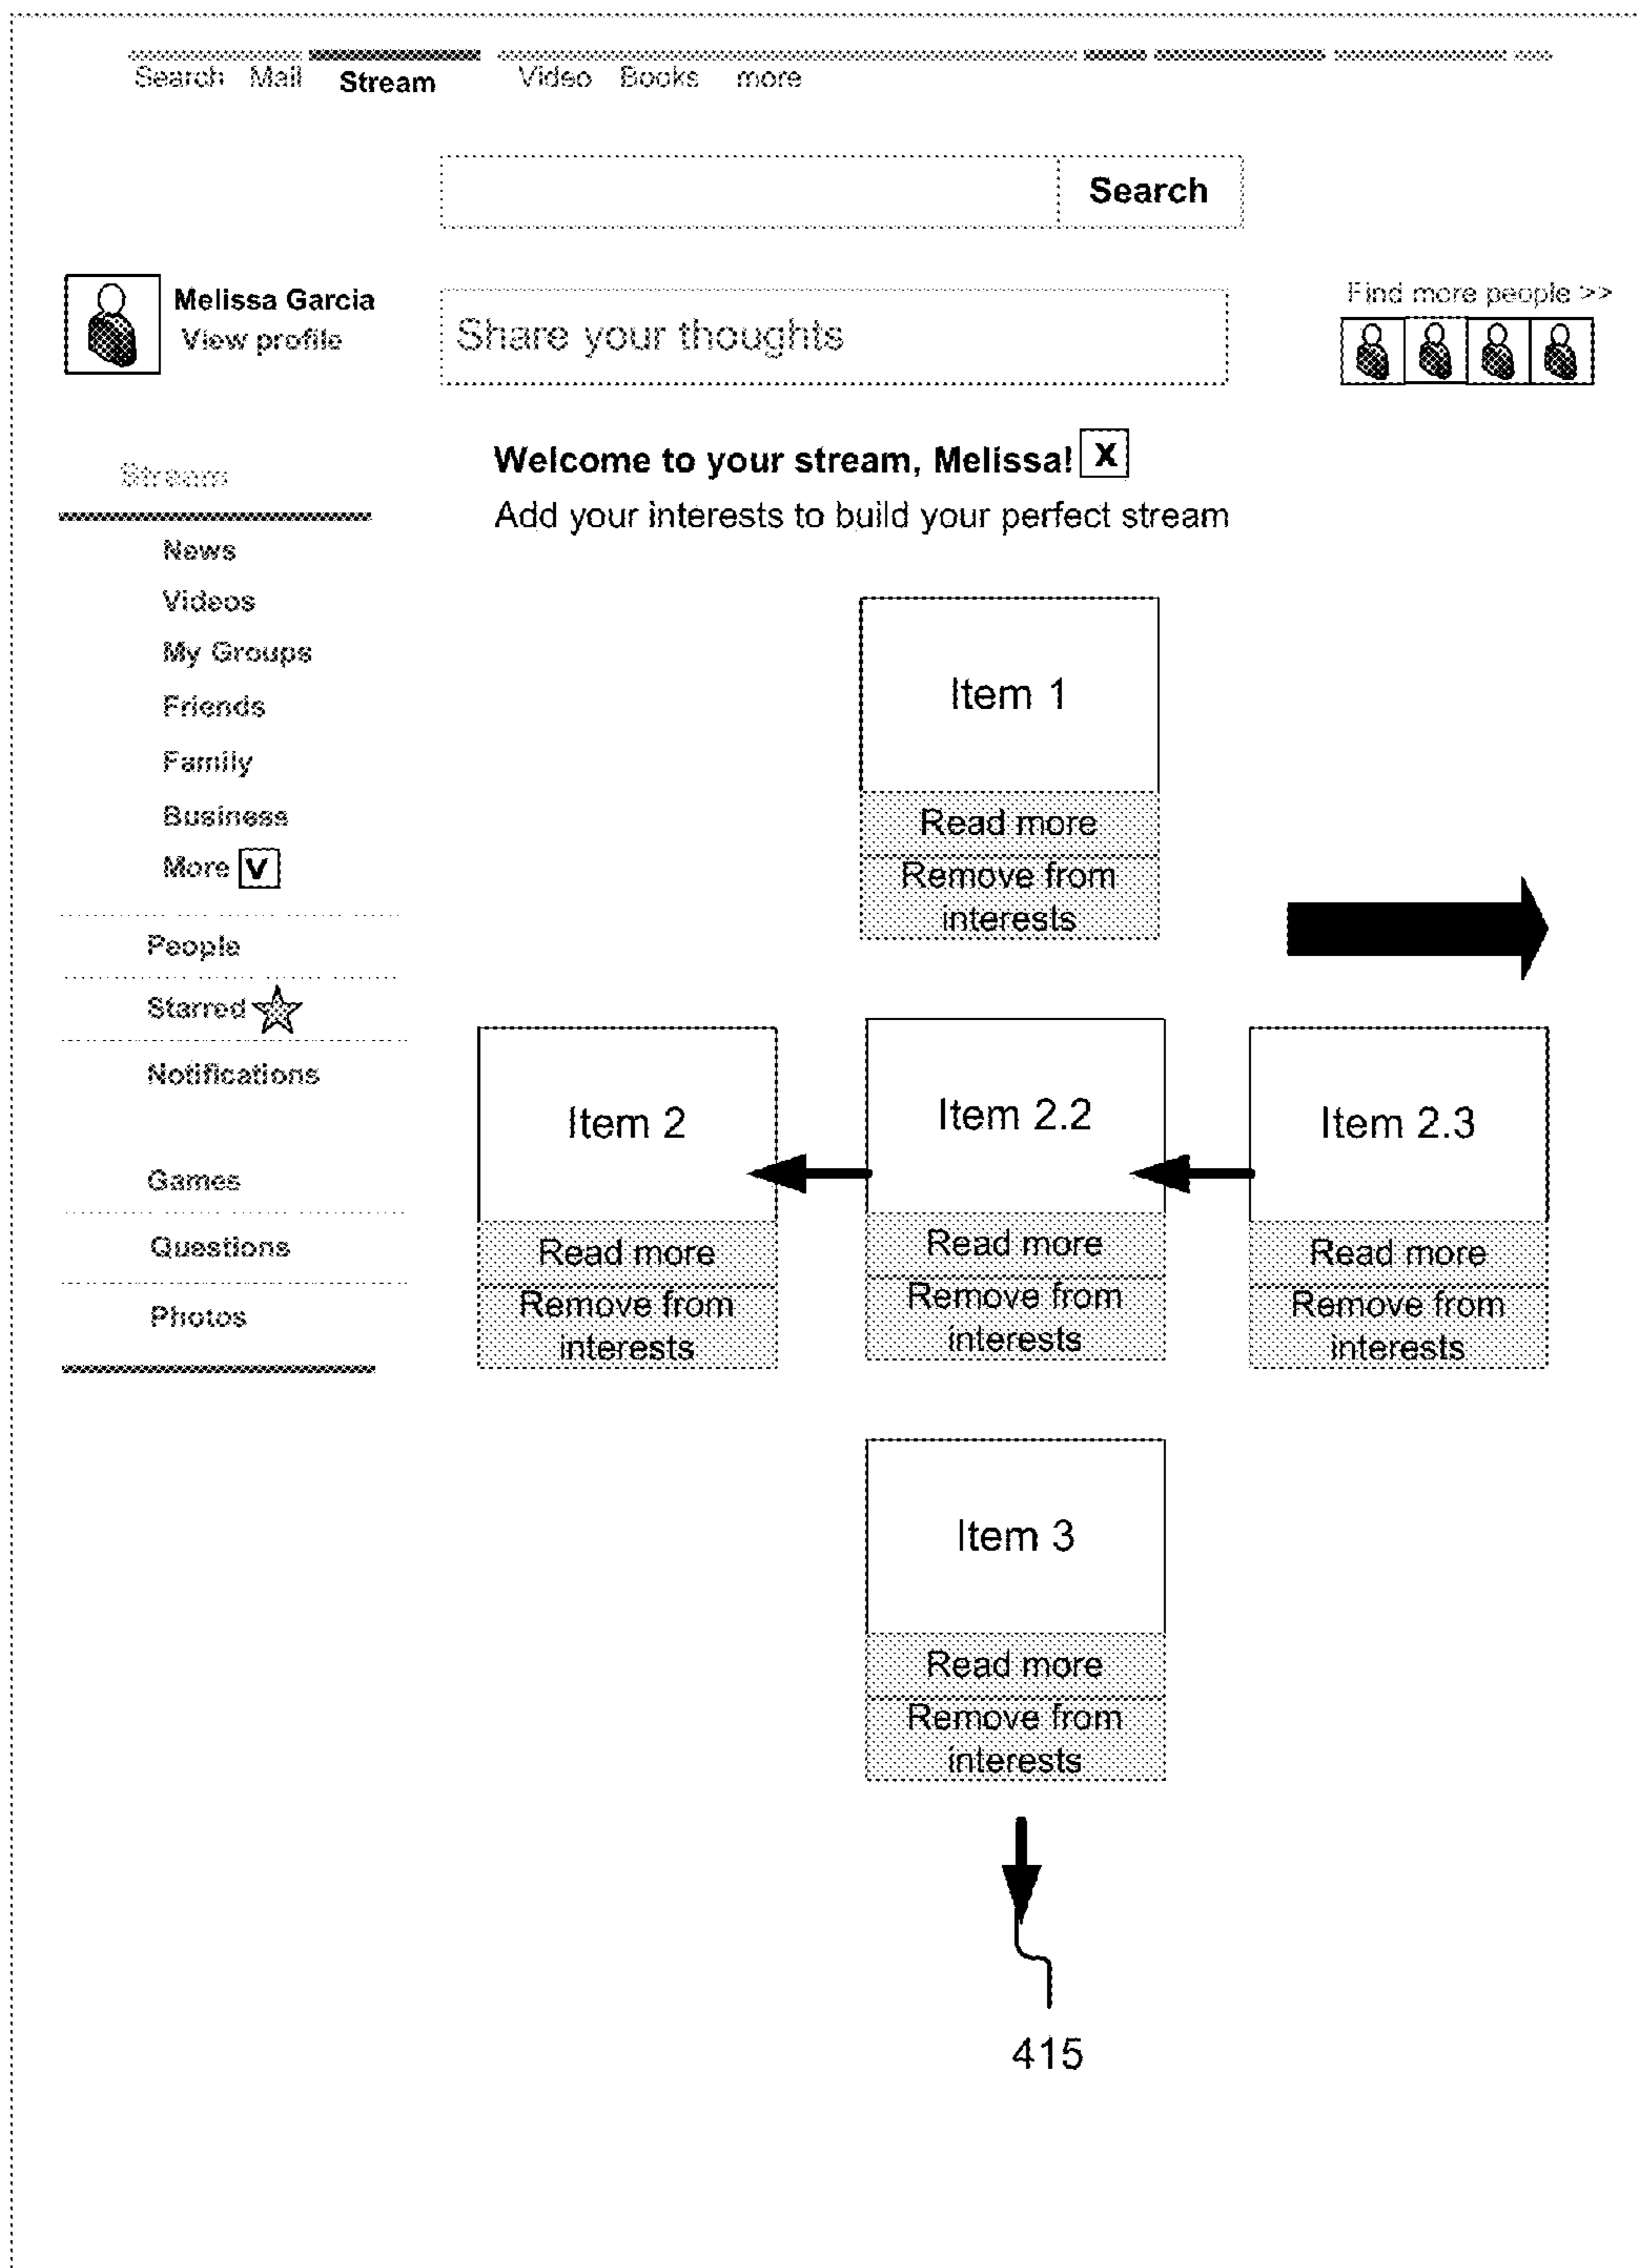 Search Mail Stream Video Books more
Search
Melissa Garcia
View profile
Share your thoughts
Find more people >>
Stream
News
Videos
My Groups
Friends
Family
Business
More V
People
Starred
Notifications
Games
Questions
Photos
Welcome to your stream, Melissa! X
Add your interests to build your perfect stream
Item 1
Read more
Remove from
interests
Item 2
Read more
Remove from
interests
Item 2.2
Read more
Remove from
interests
Item 2.3
Read more
Remove from
interests
Item 3
Read more
Remove from
interests
415